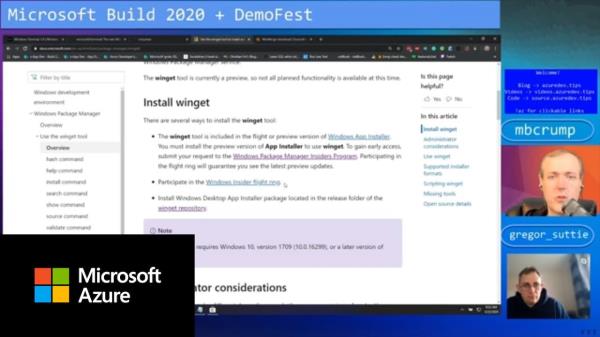 Microsoft Build 2020 + DemoFest
Filter by title
Windows development
environment
Windows Package Manager
Overview
Use the winget tool
Overview
hash command
help command
install command
search command
show command
source command
validate command
The winget tool is currently a preview, so not all planned functionality is available at this time.
Install winget
There are several ways to install the winget tool:
• The winget tool is included in the flight or preview version of Windows App Installer.
You must install the preview version of App Installer to use winget. To gain early access,
submit your request to the Windows Package Manager Insiders Program. Participating in
the flight ring will guarantee you see the latest preview updates.
• Participate in the Windows Insider flight ring.
• Install Windows Desktop App Installer package located in the release folder of the
winget repository.
Note
requires Windows 10, version 1709 (10.0.16299), or a later version of
ator considerations
Is this page
helpful?
Yes No
In this article
Install winget
Administrator
considerations
Use winget
Supported installer
formats
Scripting winget
Missing tools
Open source details
Welcome!
Blog -> azuredev.tips
Videos -> videos.azuredev.tips
Code -> source.azuredev.tips
for clickable links
mbcrump
gregor_suttie
Microsoft
Azure